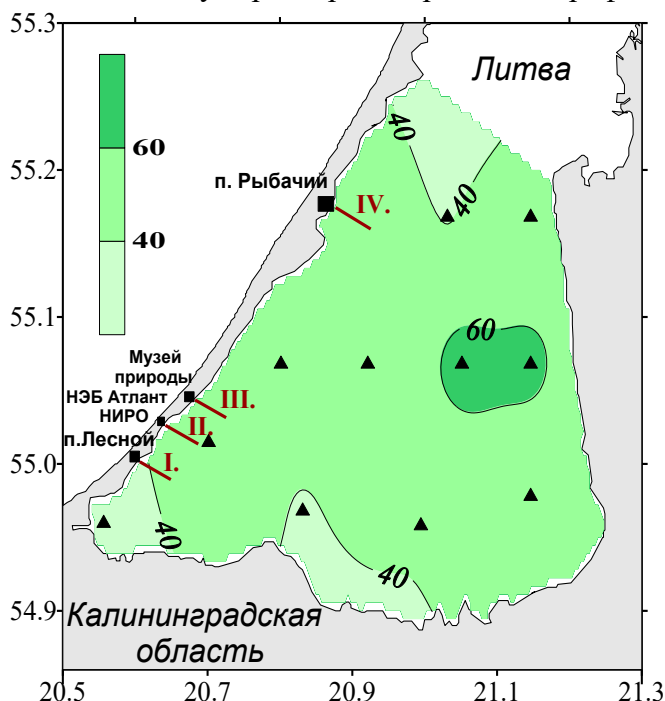 55.3
Литва
40
60
55.2
п. Рыбачий
IV.
40
40
55.1
60
Музей
природы
НЭБ Атлант
НИРО
III.
II.
п.Лесной
I.
55.0
40
40
54.9
Калининградская
область
20.5 20.7 20.9 21.1 21.3